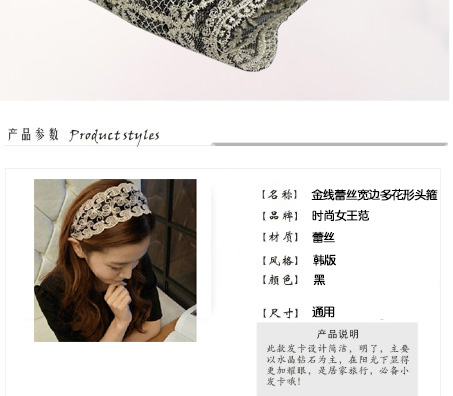 产品参数 Product styles
【名称】 金线蕾丝宽边多花形头箍
【品牌】 时尚女王范
【材质】 蕾丝
【风格】 韩版
【颜色】 黑
【尺寸】 通用
产品说明
此款发卡设计简洁，明了，主要
以水晶钻石为主，在阳光下显得
更加耀眼，是居家旅行，必备小
发卡哦！